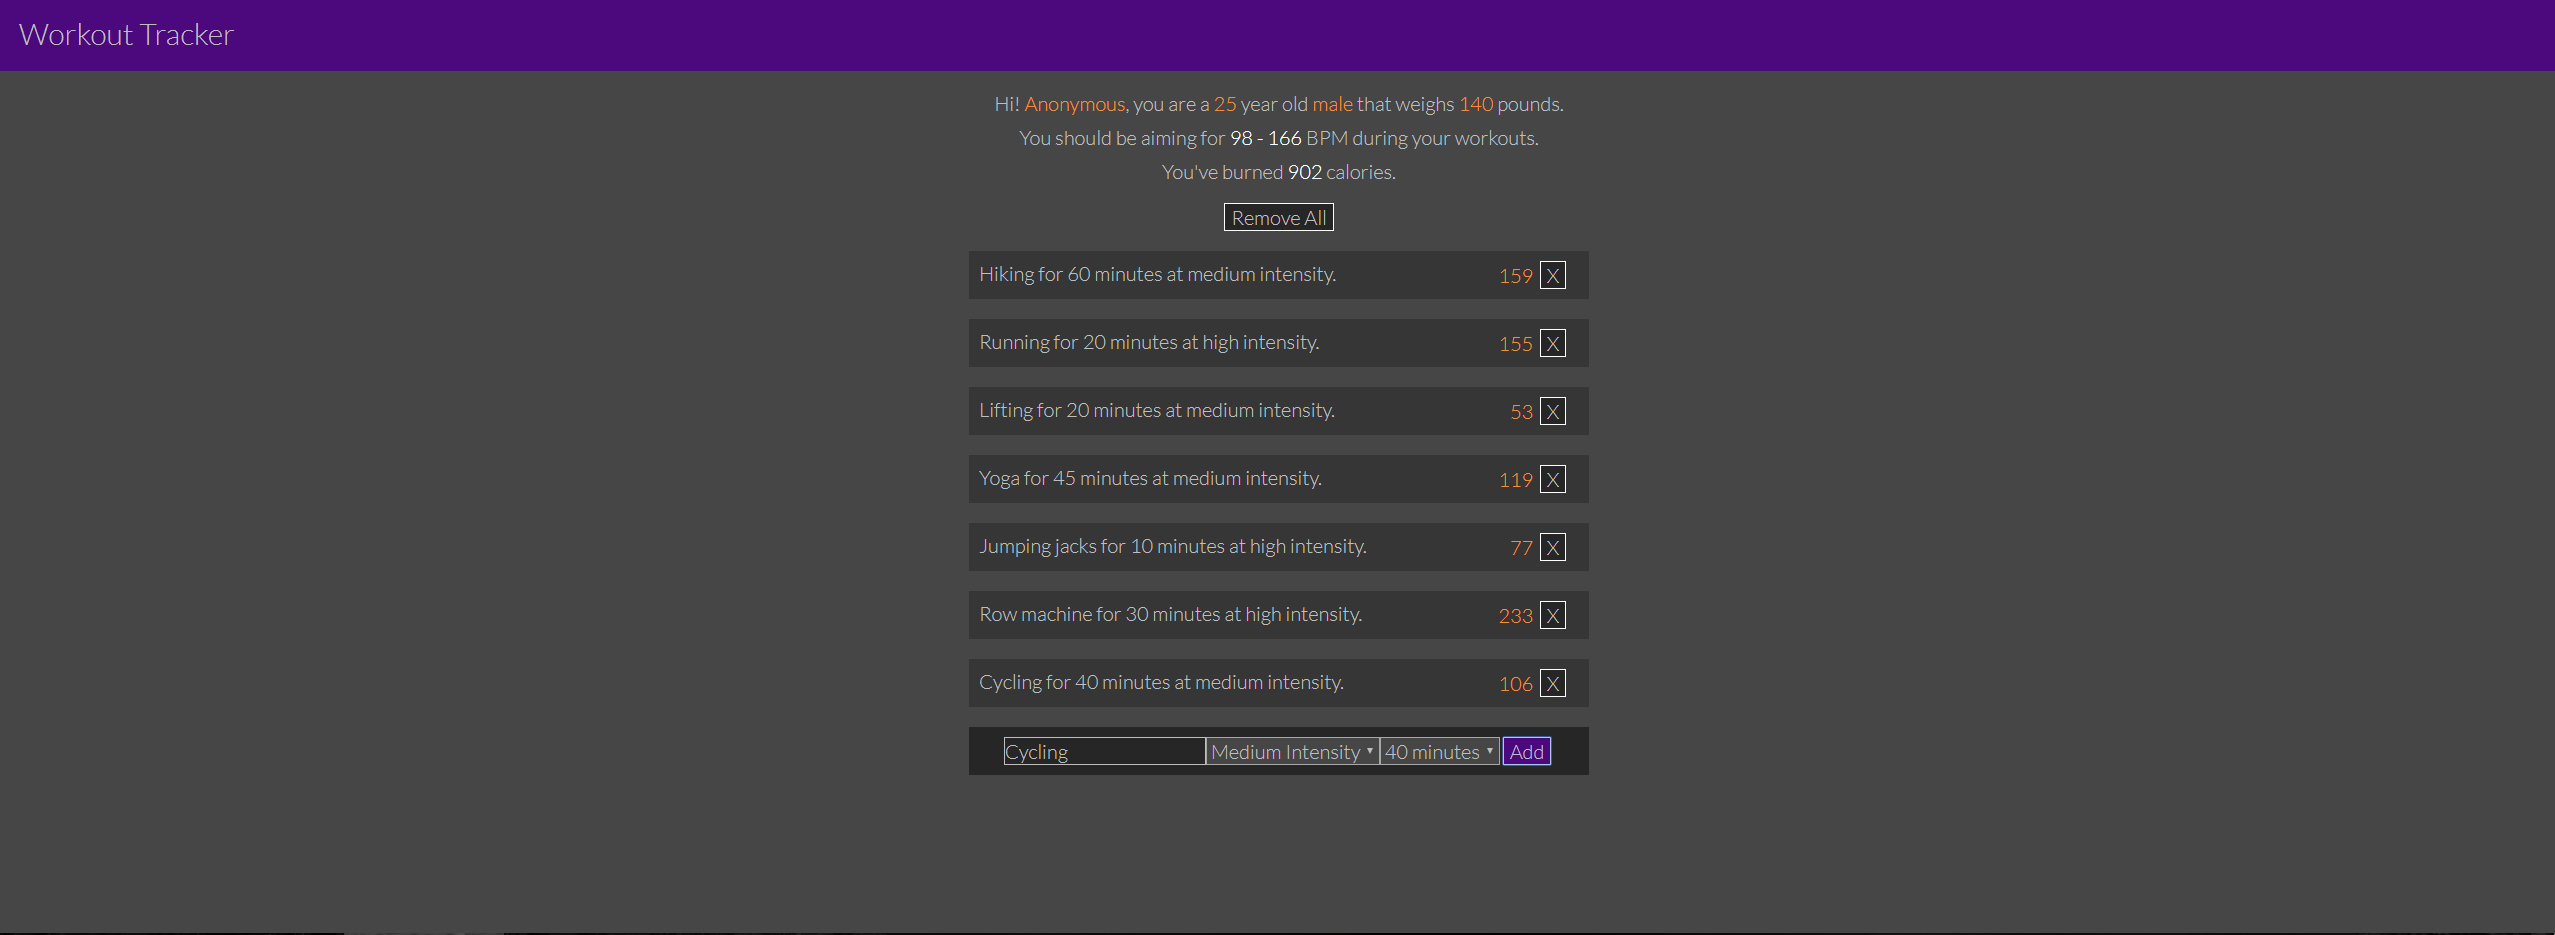 Workout Tracker
Hi! Anonymous, you are a 25 year old male that weighs 140 pounds.
You should be aiming for 98 - 166 BPM during your workouts.
You've burned 902 calories.
Remove All
Hiking for 60 minutes at medium intensity. 159 X
Running for 20 minutes at high intensity. 155 X
Lifting for 20 minutes at medium intensity. 53 X
Yoga for 45 minutes at medium intensity. 119 X
Jumping jacks for 10 minutes at high intensity. 77 X
Row machine for 30 minutes at high intensity. 233 X
Cycling for 40 minutes at medium intensity. 106 X
Cycling Medium Intensity 40 minutes Add